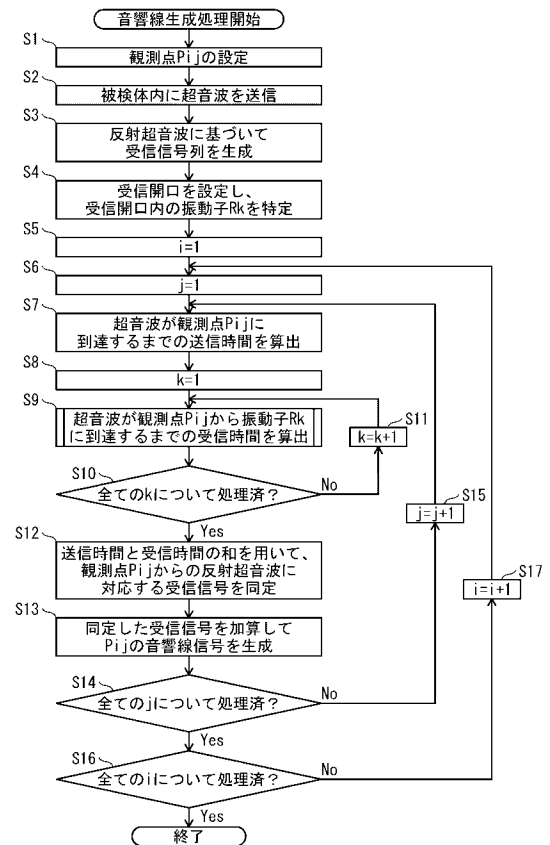 音響線生成処理開始
S1
観測点Pijの設定
S2
被検体内に超音波を送信
S3
反射超音波に基づいて
受信信号列を生成
S4
受信開口を設定し、
受信開口内の振動子Rkを特定
S5
i=1
S6
j=1
S7
超音波が観測点Pijに
到達するまでの送信時間を算出
S8
k=1
S9
超音波が観測点Pijから振動子Rk
に到達するまでの受信時間を算出
S11
k=k+1
S10
全てのkについて処理済？
No
Yes
S15
j=j+1
S12
送信時間と受信時間の和を用いて、
観測点Pijからの反射超音波に
対応する受信信号を同定
S17
i=i+1
S13
同定した受信信号を加算して
Pijの音響線信号を生成
S14
全てのjについて処理済？
No
Yes
S16
全てのiについて処理済？
No
Yes
終了